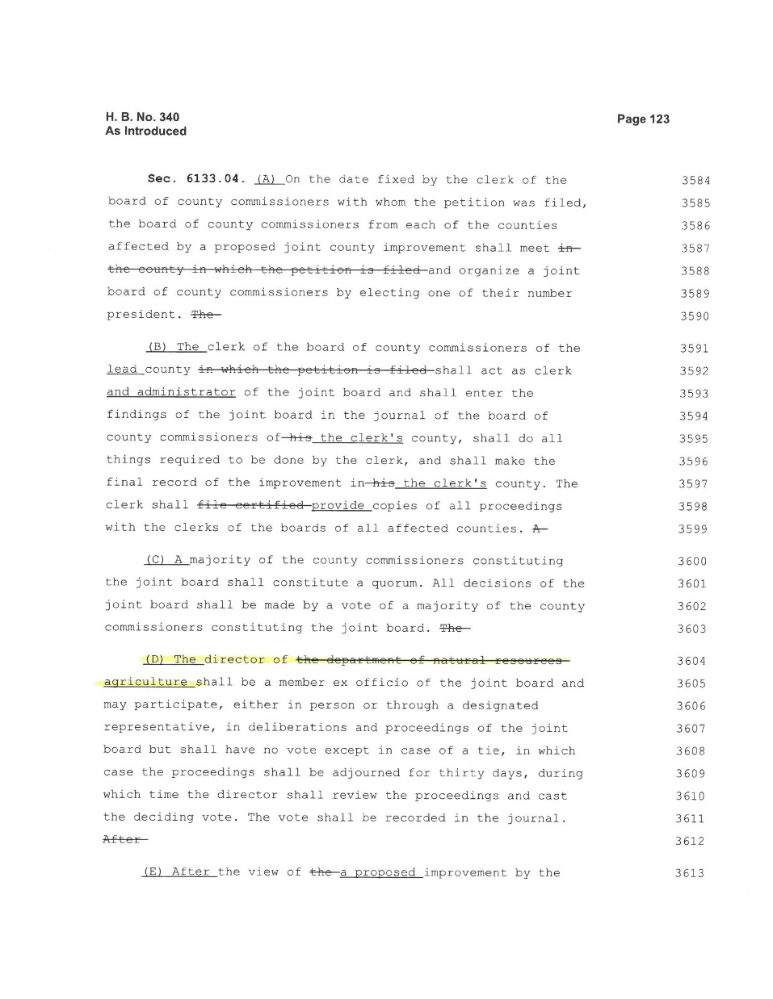 H. B. No. 340 Page 123
As Introduced
Sec. 6133.04. (A) On the date fixed by the clerk of the 3584
board of county commissioners with whom the petition was filed, 3585
the board of county commissioners from each of the counties 3586
affected by a proposed joint county improvement shall meet in 3587
the county in which the petition is filed and organize a joint 3588
board of county commissioners by electing one of their number 3589
president. The 3590
(B) The clerk of the board of county commissioners of the 3591
lead county in which the petition is filed shall act as clerk 3592
and administrator of the joint board and shall enter the 3593
findings of the joint board in the journal of the board of 3594
county commissioners of his the clerk's county, shall do all 3595
things required to be done by the clerk, and shall make the 3596
final record of the improvement in his the clerk's county. The 3597
clerk shall file certified provide copies of all proceedings 3598
with the clerks of the boards of all affected counties. A 3599
(C) A majority of the county commissioners constituting 3600
the joint board shall constitute a quorum. All decisions of the 3601
joint board shall be made by a vote of a majority of the county 3602
commissioners constituting the joint board. The 3603
(D) The director of the department of natural resources 3604
agriculture shall be a member ex officio of the joint board and 3605
may participate, either in person or through a designated 3606
representative, in deliberations and proceedings of the joint 3607
board but shall have no vote except in case of a tie, in which 3608
case the proceedings shall be adjourned for thirty days, during 3609
which time the director shall review the proceedings and cast 3610
the deciding vote. The vote shall be recorded in the journal. 3611
After 3612
(E) After the view of the a proposed improvement by the 3613